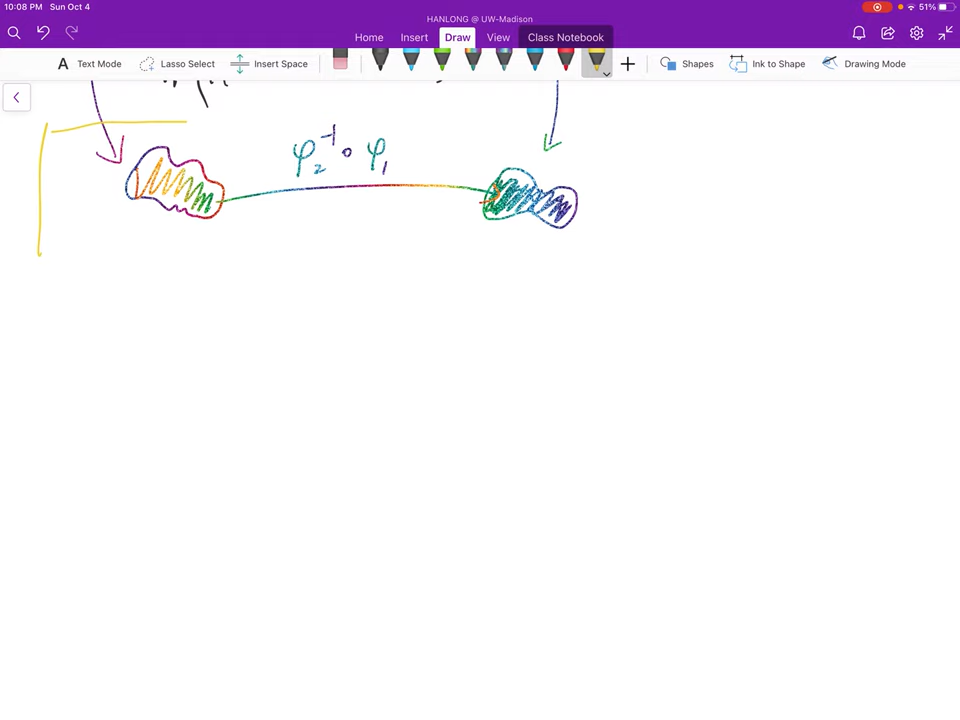 10:08 PM Sun Oct 4
51%
HANLONG @ UW-Madison
Home Insert Draw View Class Notebook
Text Mode Lasso Select Insert Space Shapes Ink to Shape Drawing Mode
φ₂⁻¹ ∘ φ₁